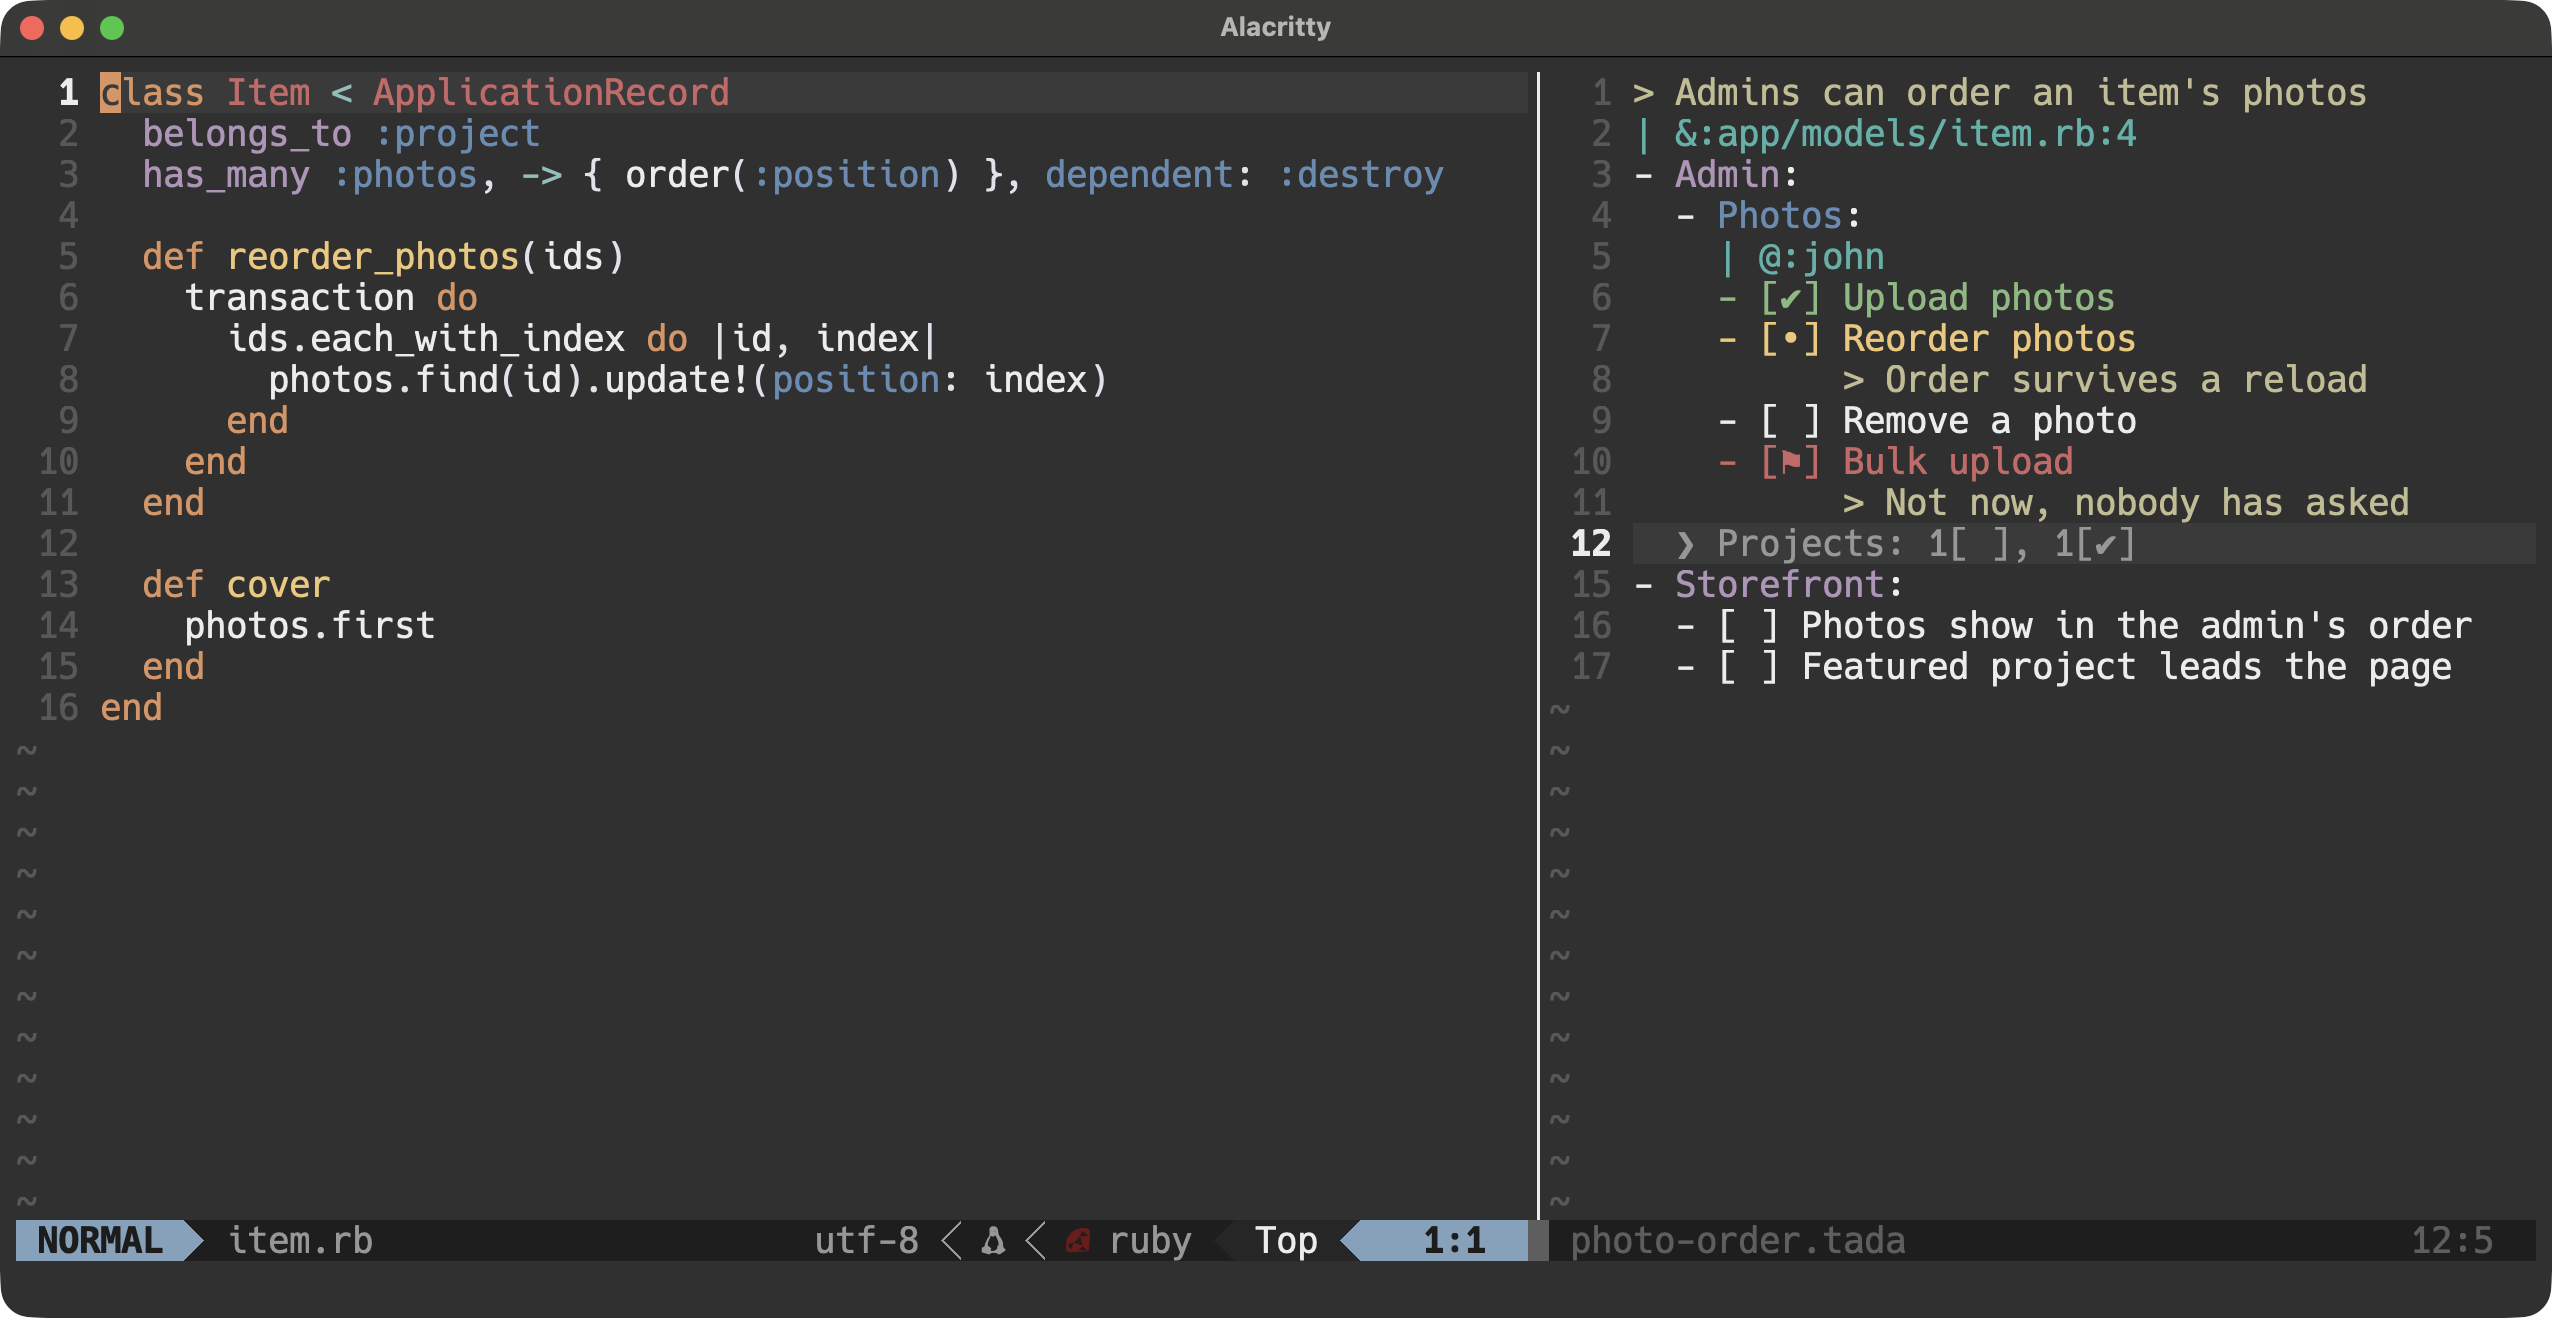 Alacritty
1 class Item < ApplicationRecord
2   belongs_to :project
3   has_many :photos, -> { order(:position) }, dependent: :destroy
4
5   def reorder_photos(ids)
6     transaction do
7       ids.each_with_index do |id, index|
8         photos.find(id).update!(position: index)
9       end
10     end
11   end
12
13   def cover
14     photos.first
15   end
16 end
~
~
~
~
~
~
~
~
~
~
~
~
NORMAL item.rb utf-8 ruby Top 1:1
1 > Admins can order an item's photos
2 | &:app/models/item.rb:4
3 - Admin:
4   - Photos:
5     | @:john
6     - [✔] Upload photos
7     - [•] Reorder photos
8           > Order survives a reload
9     - [ ] Remove a photo
10     - [⚑] Bulk upload
11           > Not now, nobody has asked
12   ❯ Projects: 1[ ], 1[✔]
15 - Storefront:
16   - [ ] Photos show in the admin's order
17   - [ ] Featured project leads the page
~
~
~
~
~
~
~
~
~
~
~
~
~
photo-order.tada 12:5